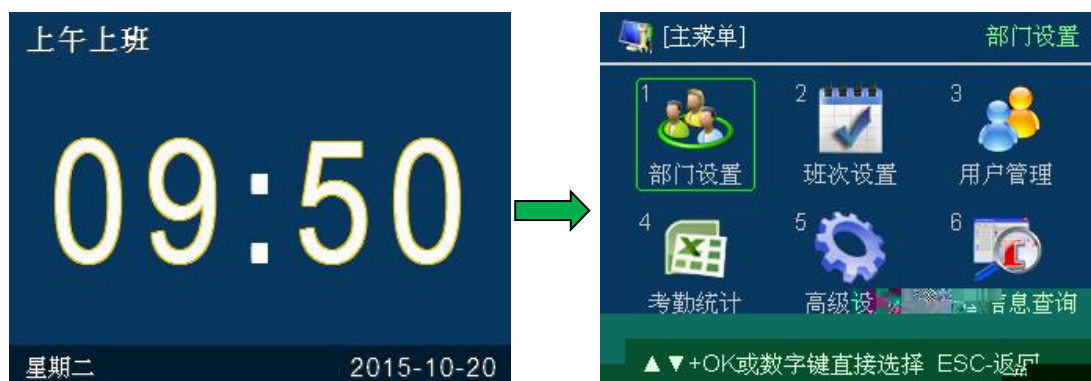 上午上班
09:50
星期二 2015-10-20
[主菜单] 部门设置
1 2 3
部门设置 班次设置 用户管理
4 5 6
考勤统计 高级设 信息查询
▲▼+OK或数字键直接选择 ESC-返回